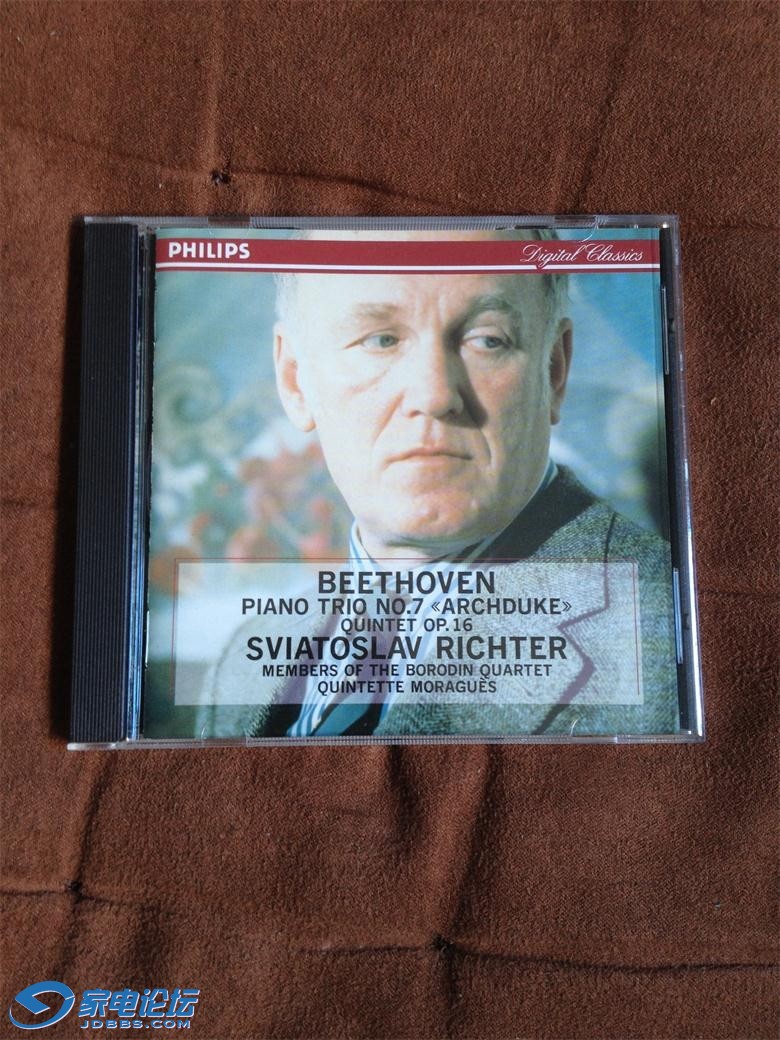 PHILIPS
Digital Classics
BEETHOVEN
PIANO TRIO NO.7 «ARCHDUKE»
QUINTET OP.16
SVIATOSLAV RICHTER
MEMBERS OF THE BORODIN QUARTET
QUINTETTE MORAGUÈS
家电论坛
JDBBS.COM